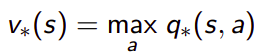 v∗(s) = max q∗(s, a)
a